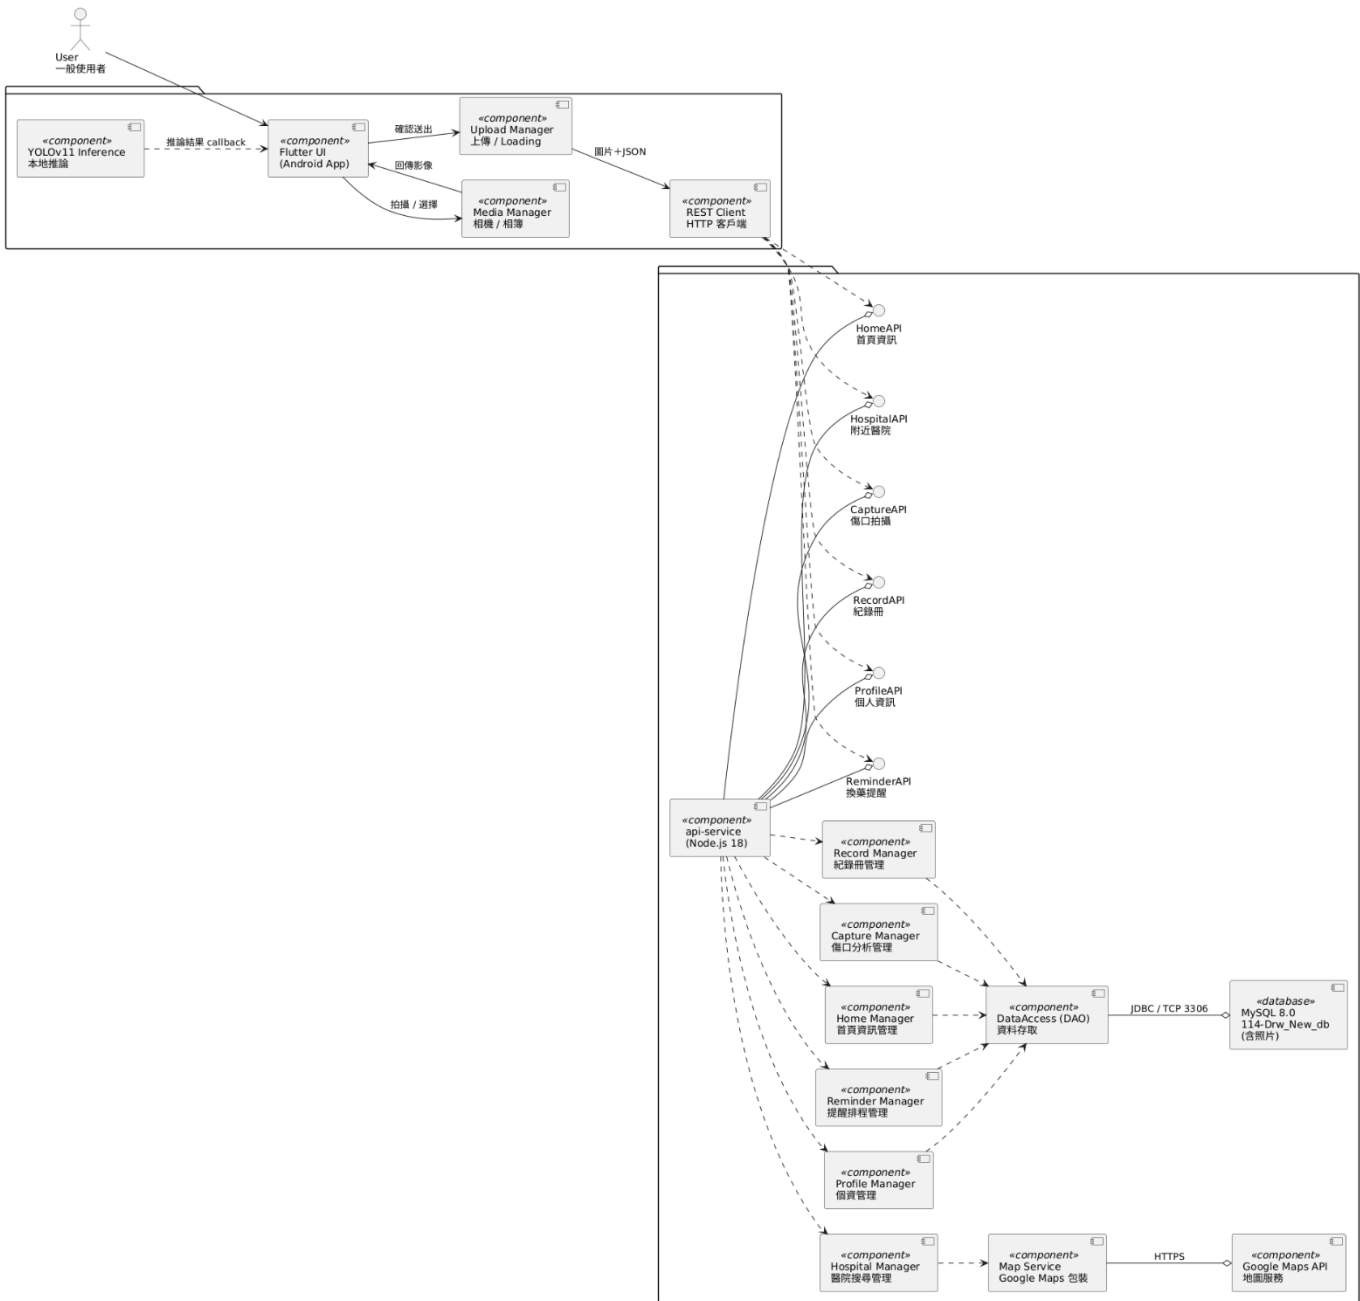 User
一般使用者
«component»
YOLOv11 Inference
本地推論
推論結果 callback
«component»
Flutter UI
(Android App)
確認送出
回傳影像
拍攝 / 選擇
«component»
Upload Manager
上傳 / Loading
«component»
Media Manager
相機 / 相簿
圖片+JSON
«component»
REST Client
HTTP 客戶端
HomeAPI
首頁資訊
HospitalAPI
附近醫院
CaptureAPI
傷口拍攝
RecordAPI
紀錄冊
ProfileAPI
個人資訊
ReminderAPI
換藥提醒
«component»
api-service
(Node.js 18)
«component»
Record Manager
紀錄冊管理
«component»
Capture Manager
傷口分析管理
«component»
Home Manager
首頁資訊管理
«component»
DataAccess (DAO)
資料存取
JDBC / TCP 3306
«database»
MySQL 8.0
114-Drw_New_db
(含照片)
«component»
Reminder Manager
提醒排程管理
«component»
Profile Manager
個資管理
«component»
Hospital Manager
醫院搜尋管理
«component»
Map Service
Google Maps 包裝
HTTPS
«component»
Google Maps API
地圖服務